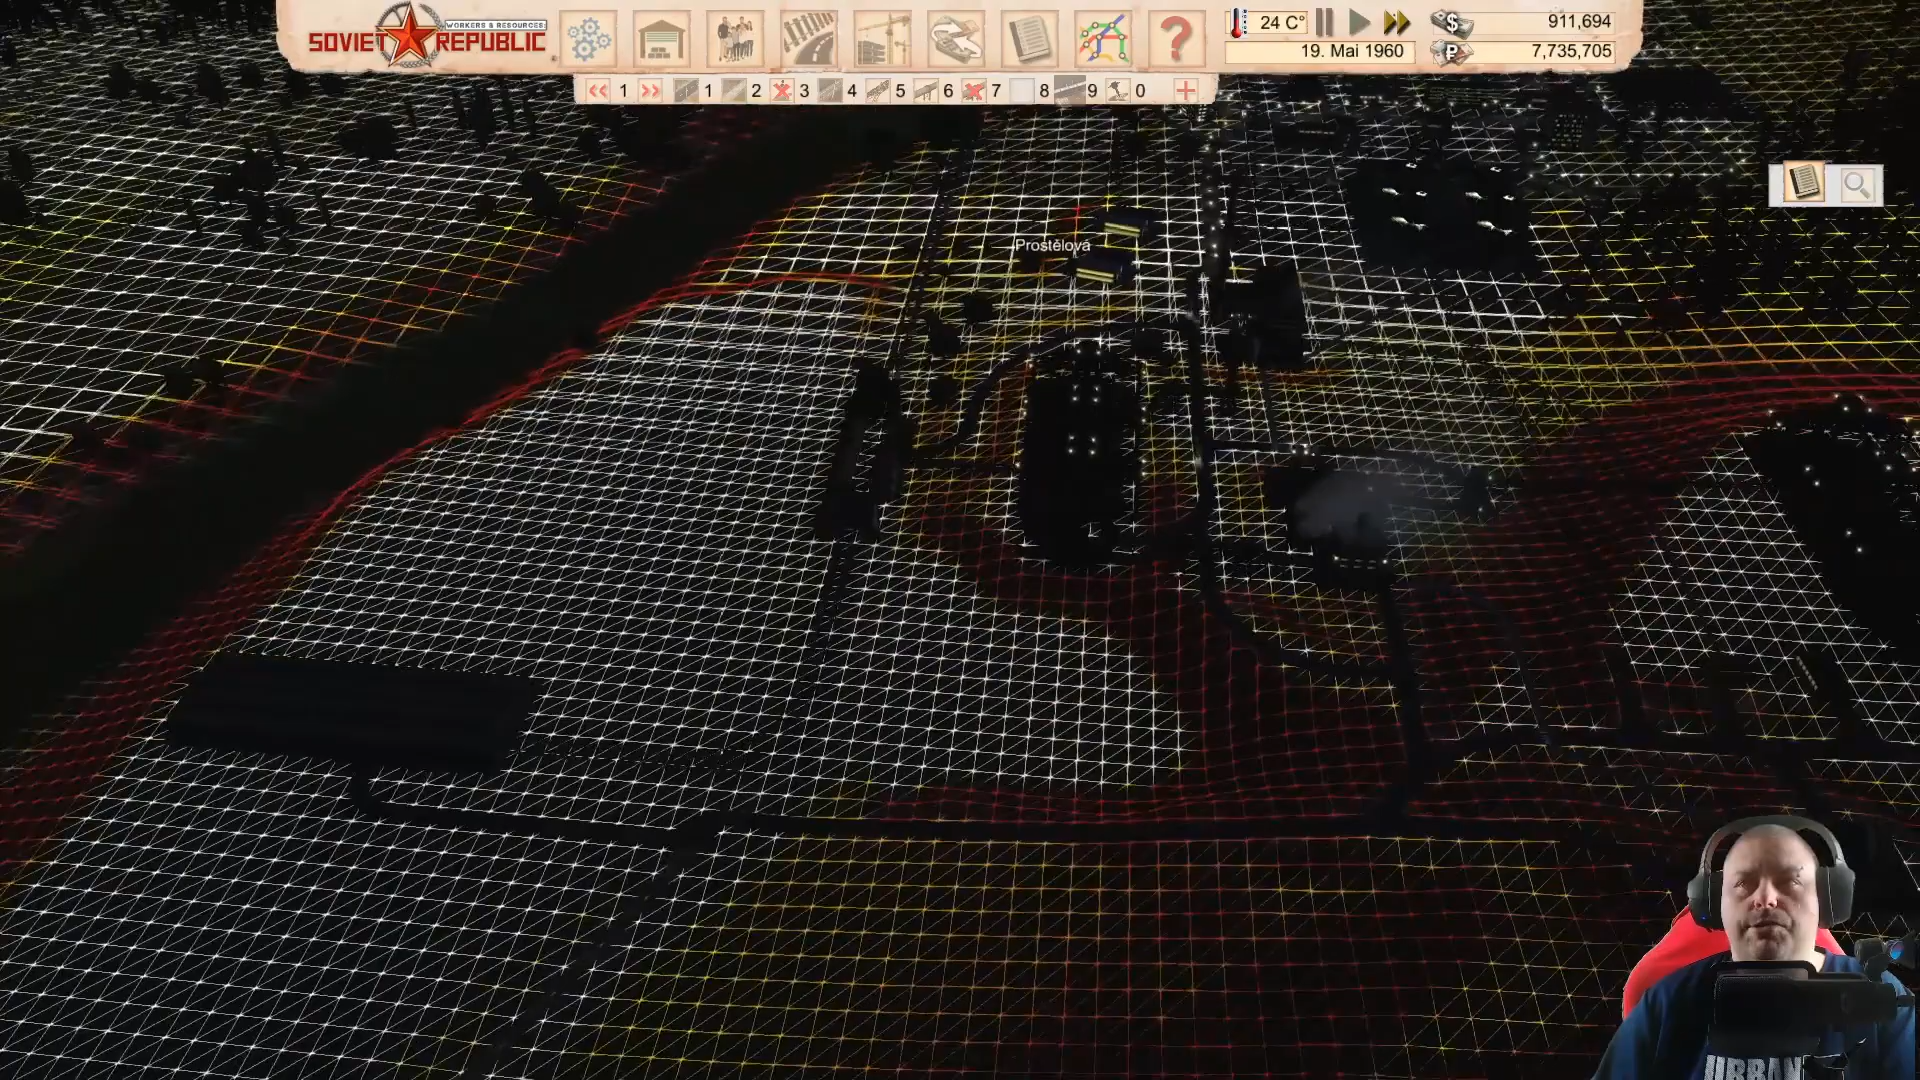 WORKERS & RESOURCES:
SOVIET REPUBLIC
24 C°
911,694
19. Mai 1960
7,735,705
1 1 2 3 4 5 6 7 8 9 0
Prostělová
URBAN